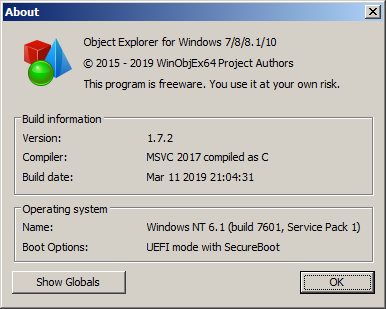 About
Object Explorer for Windows 7/8/8.1/10
© 2015 - 2019 WinObjEx64 Project Authors
This program is freeware. You use it at your own risk.
Build information
Version: 1.7.2
Compiler: MSVC 2017 compiled as C
Build date: Mar 11 2019 21:04:31
Operating system
Name: Windows NT 6.1 (build 7601, Service Pack 1)
Boot Options: UEFI mode with SecureBoot
Show Globals OK